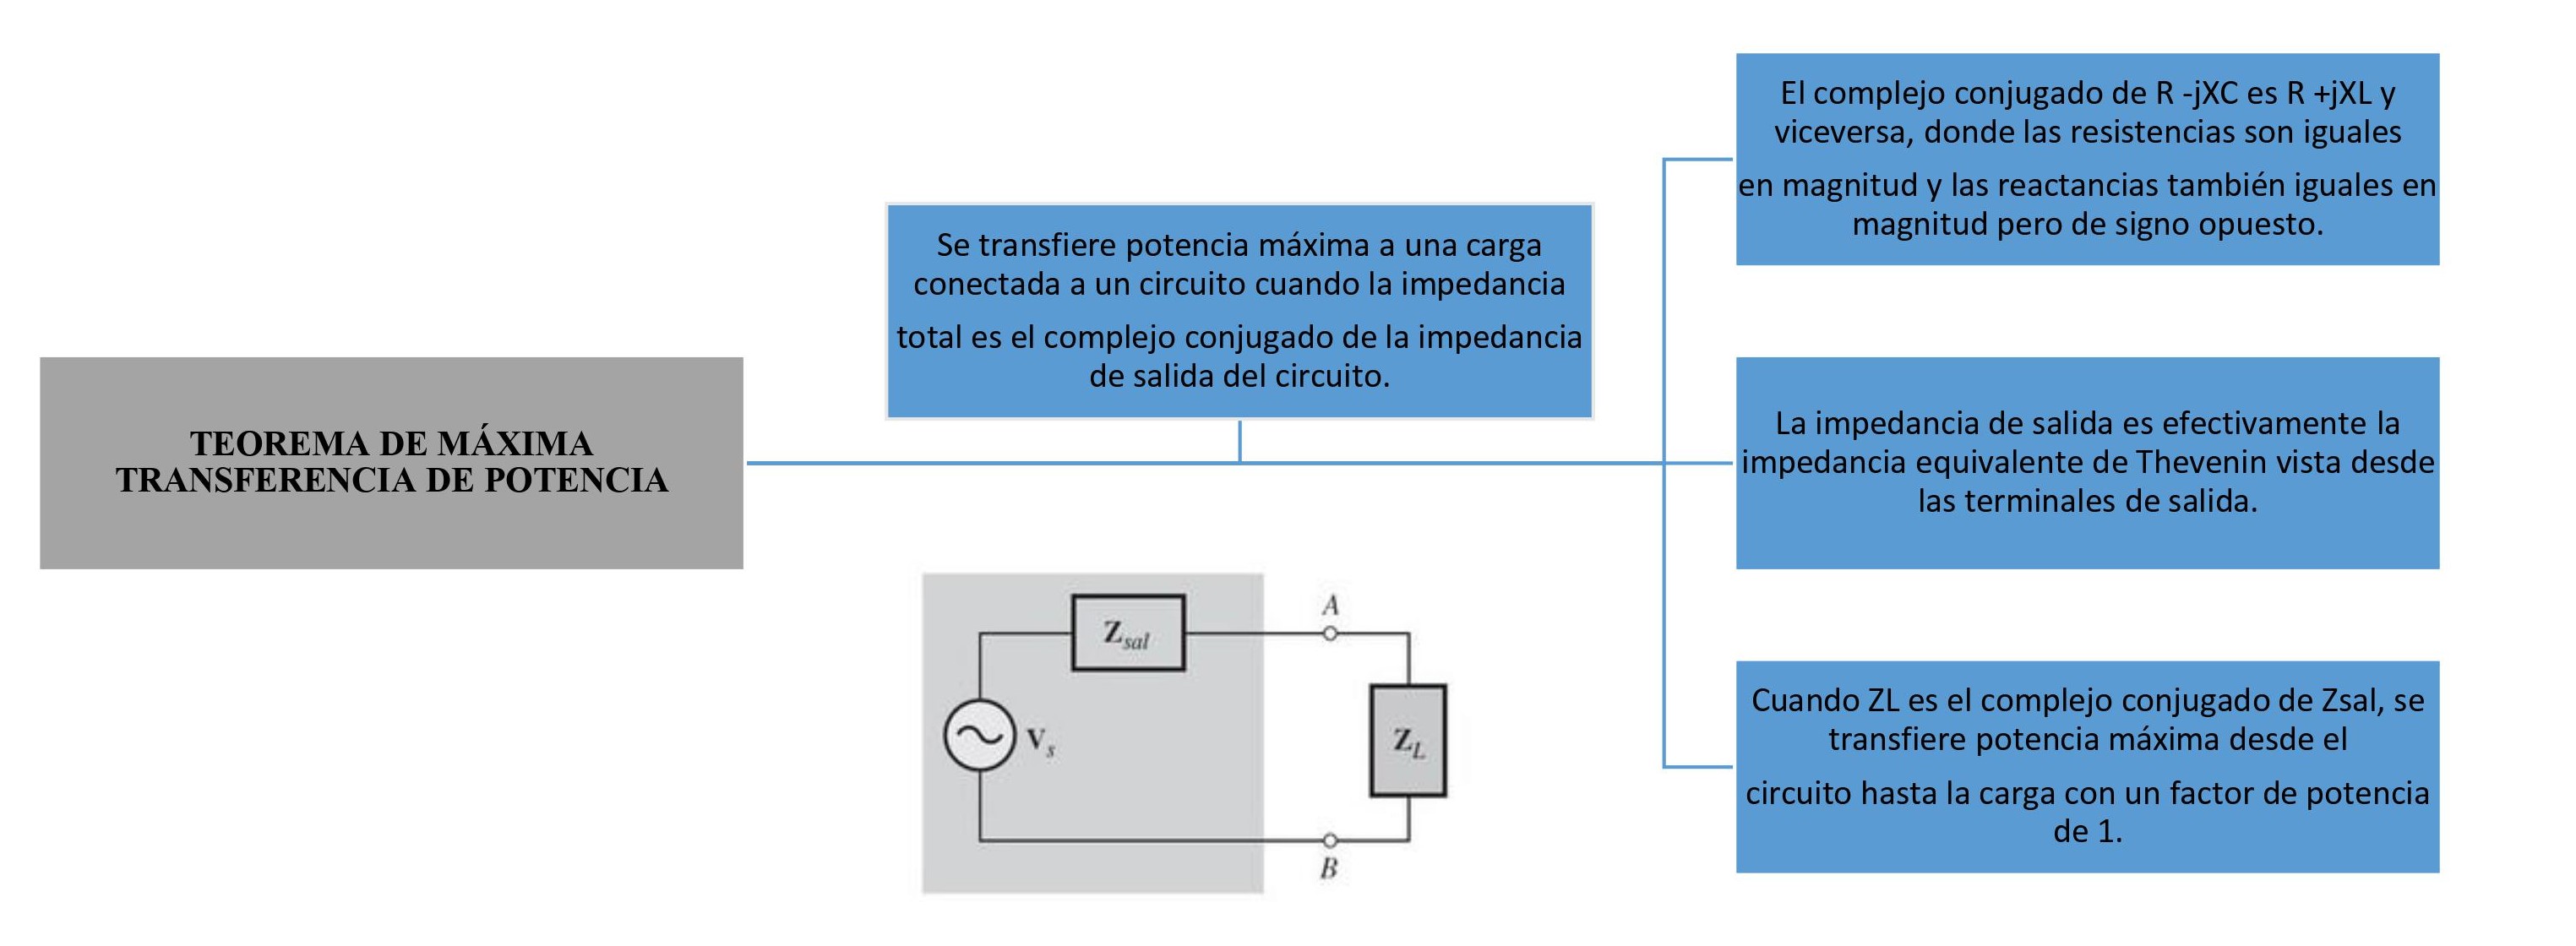 TEOREMA DE MÁXIMA
TRANSFERENCIA DE POTENCIA
Se transfiere potencia máxima a una carga
conectada a un circuito cuando la impedancia
total es el complejo conjugado de la impedancia
de salida del circuito.
Zsal
Vs
A
ZL
B
El complejo conjugado de R -jXC es R +jXL y
viceversa, donde las resistencias son iguales
en magnitud y las reactancias también iguales en
magnitud pero de signo opuesto.
La impedancia de salida es efectivamente la
impedancia equivalente de Thevenin vista desde
las terminales de salida.
Cuando ZL es el complejo conjugado de Zsal, se
transfiere potencia máxima desde el
circuito hasta la carga con un factor de potencia
de 1.